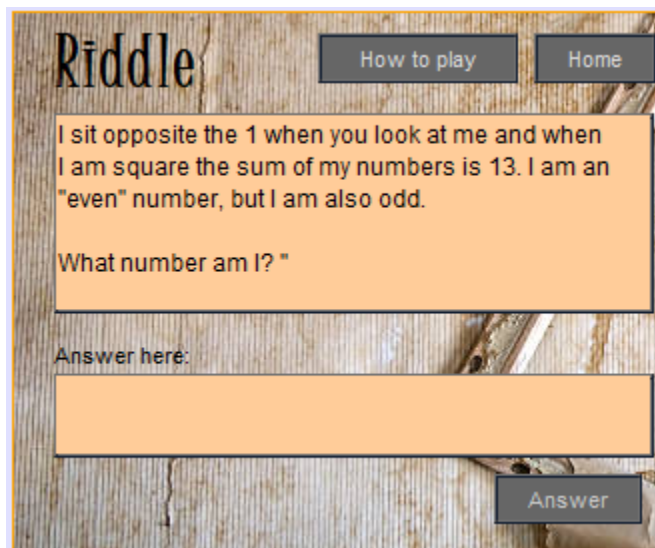 Riddle
How to play
Home
I sit opposite the 1 when you look at me and when
I am square the sum of my numbers is 13. I am an
"even" number, but I am also odd.
What number am I? "
Answer here:
Answer